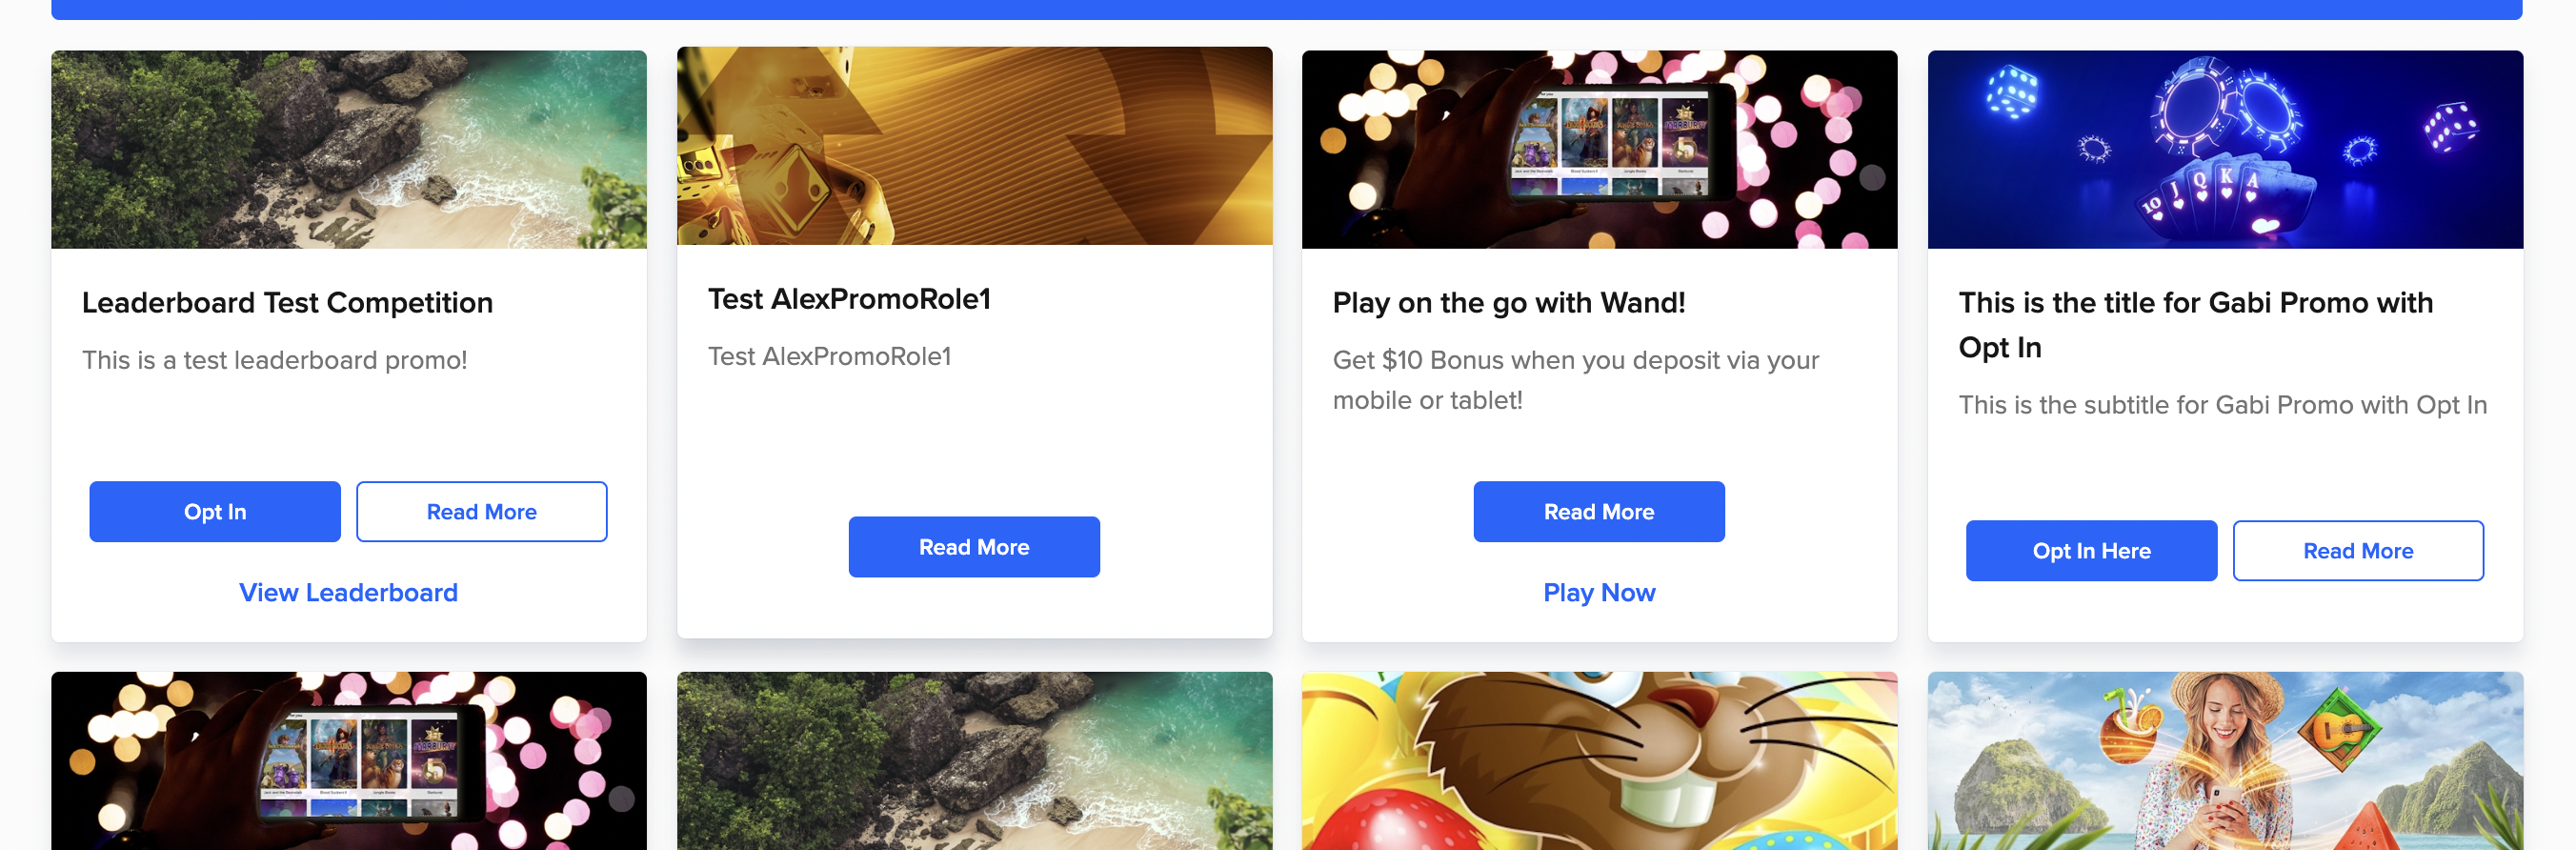 Leaderboard Test Competition
This is a test leaderboard promo!
Opt In
Read More
View Leaderboard
Test AlexPromoRole1
Test AlexPromoRole1
Read More
Play on the go with Wand!
Get $10 Bonus when you deposit via your
mobile or tablet!
Read More
Play Now
10 J Q K A
This is the title for Gabi Promo with
Opt In
This is the subtitle for Gabi Promo with Opt In
Opt In Here
Read More